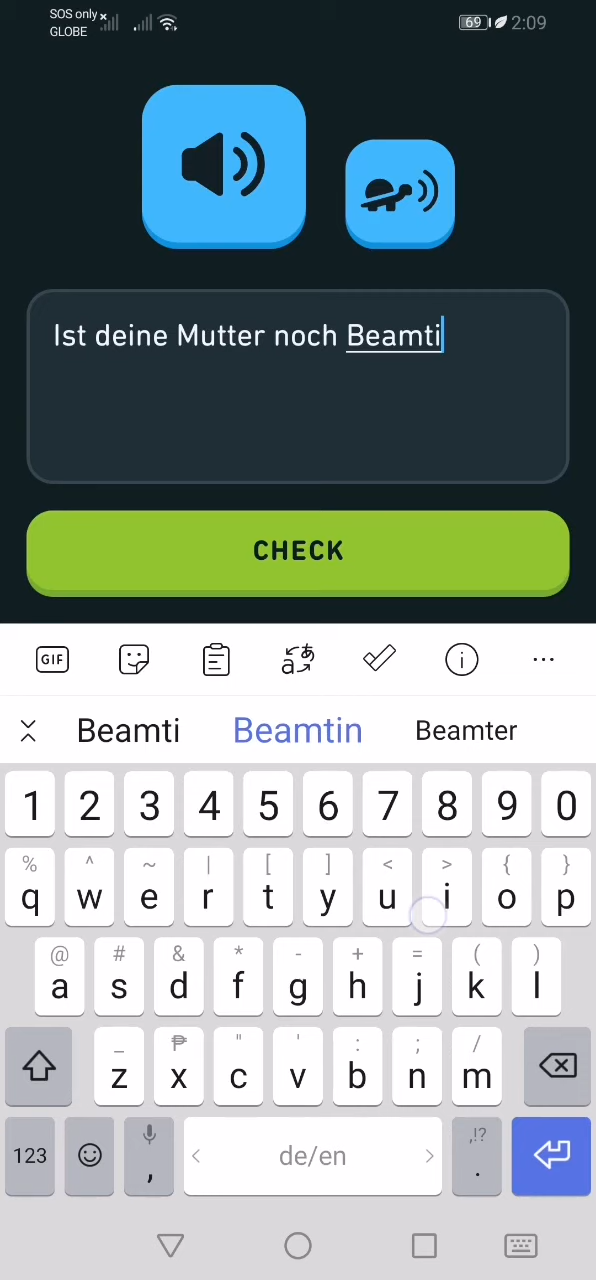 SOS only
GLOBE
69 2:09
Ist deine Mutter noch Beamti
CHECK
GIF
Beamti Beamtin Beamter
1 2 3 4 5 6 7 8 9 0
% ^ ~ | [ ] < > { }
q w e r t y u i o p
@ # & * - + = ( )
a s d f g h j k l
_ ₱ " ' : ; /
z x c v b n m
,!?
123 , < de/en > .